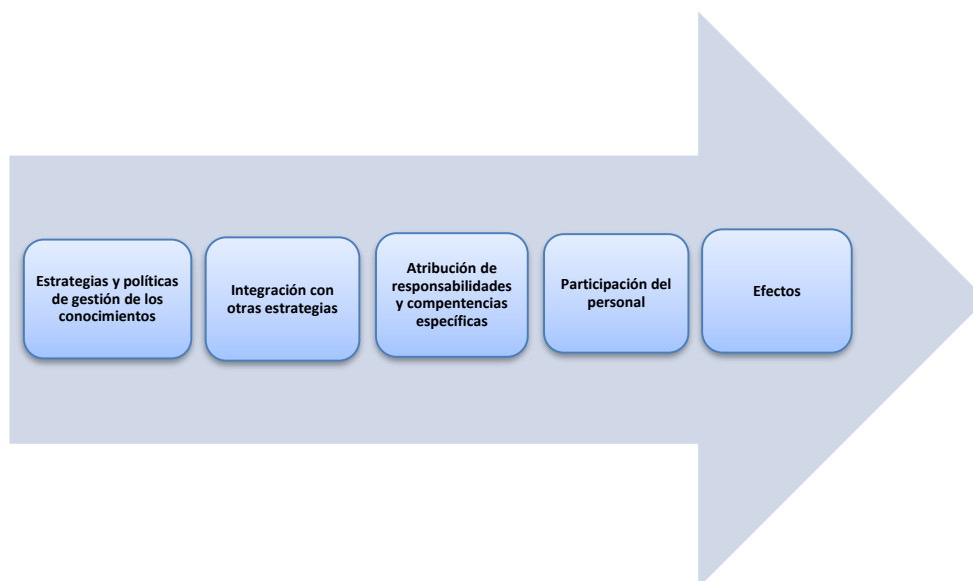 Estrategias y políticas
de gestión de los
conocimientos
Integración con
otras estrategias
Atribución de
responsabilidades
y compentencias
específicas
Participación del
personal
Efectos